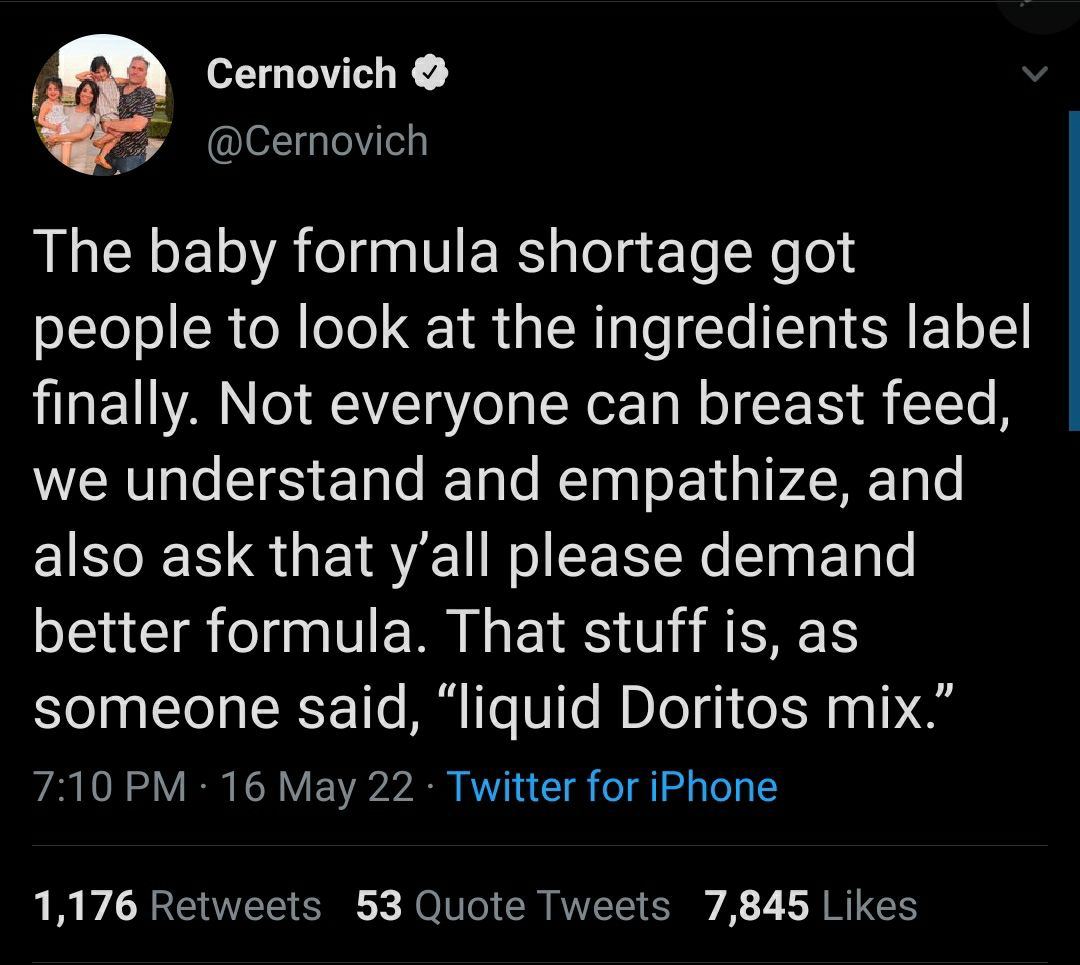 Cernovich
@Cernovich
The baby formula shortage got
people to look at the ingredients label
finally. Not everyone can breast feed,
we understand and empathize, and
also ask that y’all please demand
better formula. That stuff is, as
someone said, “liquid Doritos mix.”
7:10 PM · 16 May 22 · Twitter for iPhone
1,176 Retweets 53 Quote Tweets 7,845 Likes